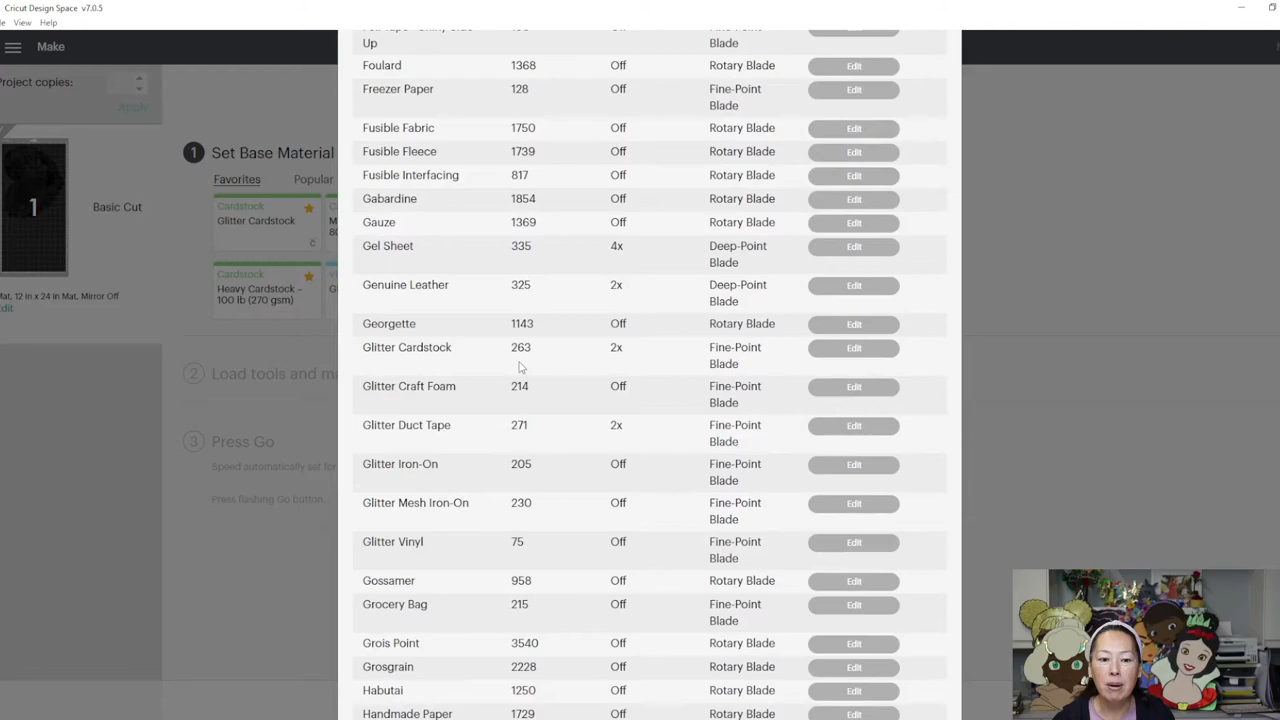 Cricut Design Space v7.0.5
View Help
Make
Project copies:
Apply
1
Basic Cut
Mat, 12 in x 24 in Mat, Mirror Off
1 Set Base Material
Favorites Popular
Cardstock
Glitter Cardstock
Cardstock
Heavy Cardstock –
100 lb (270 gsm)
2 Load tools and
3 Press Go
Speed automatically set for
Press flashing Go button.
Up Blade
Foulard 1368 Off Rotary Blade Edit
Freezer Paper 128 Off Fine-Point Edit
Blade
Fusible Fabric 1750 Off Rotary Blade Edit
Fusible Fleece 1739 Off Rotary Blade Edit
Fusible Interfacing 817 Off Rotary Blade Edit
Gabardine 1854 Off Rotary Blade Edit
Gauze 1369 Off Rotary Blade Edit
Gel Sheet 335 4x Deep-Point Edit
Blade
Genuine Leather 325 2x Deep-Point Edit
Blade
Georgette 1143 Off Rotary Blade Edit
Glitter Cardstock 263 2x Fine-Point Edit
Blade
Glitter Craft Foam 214 Off Fine-Point Edit
Blade
Glitter Duct Tape 271 2x Fine-Point Edit
Blade
Glitter Iron-On 205 Off Fine-Point Edit
Blade
Glitter Mesh Iron-On 230 Off Fine-Point Edit
Blade
Glitter Vinyl 75 Off Fine-Point Edit
Blade
Gossamer 958 Off Rotary Blade Edit
Grocery Bag 215 Off Fine-Point Edit
Blade
Grois Point 3540 Off Rotary Blade Edit
Grosgrain 2228 Off Rotary Blade Edit
Habutai 1250 Off Rotary Blade Edit
Handmade Paper 1729 Off Rotary Blade Edit